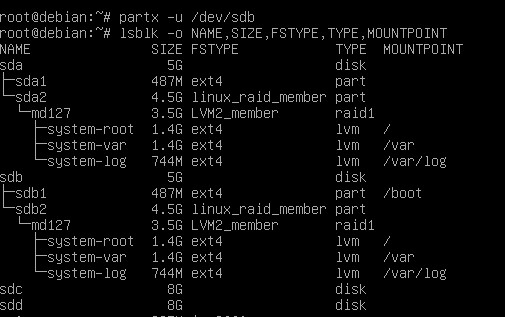 root@debian:~# partx -u /dev/sdb
root@debian:~# lsblk -o NAME,SIZE,FSTYPE,TYPE,MOUNTPOINT
NAME SIZE FSTYPE TYPE MOUNTPOINT
sda 5G disk
├─sda1 487M ext4 part
└─sda2 4.5G linux_raid_member part
└─md127 3.5G LVM2_member raid1
├─system-root 1.4G ext4 lvm /
├─system-var 1.4G ext4 lvm /var
└─system-log 744M ext4 lvm /var/log
sdb 5G disk
├─sdb1 487M ext4 part /boot
└─sdb2 4.5G linux_raid_member part
└─md127 3.5G LVM2_member raid1
├─system-root 1.4G ext4 lvm /
├─system-var 1.4G ext4 lvm /var
└─system-log 744M ext4 lvm /var/log
sdc 8G disk
sdd 8G disk